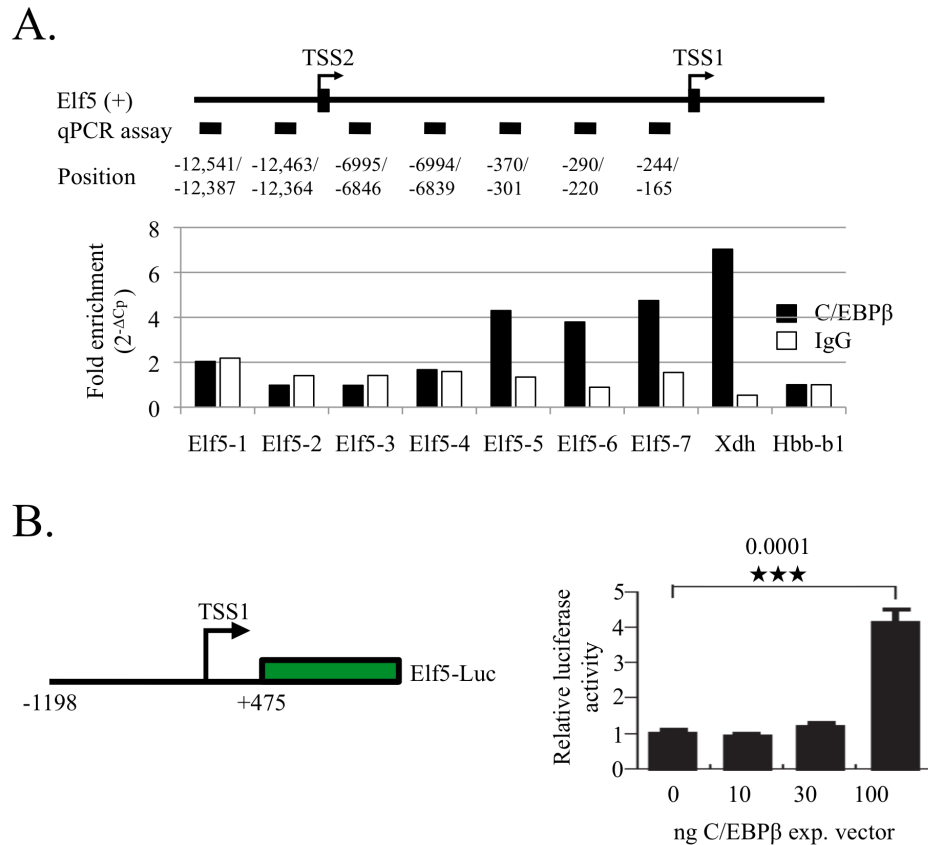 A.
TSS2 TSS1
Elf5 (+)
qPCR assay
Position
-12,541/ -12,463/ -6995/ -6994/ -370/ -290/ -244/
-12,387 -12,364 -6846 -6839 -301 -220 -165
Fold enrichment
(2-ΔCp)
8
6
4
2
0
C/EBPβ
IgG
Elf5-1 Elf5-2 Elf5-3 Elf5-4 Elf5-5 Elf5-6 Elf5-7 Xdh Hbb-b1
B.
TSS1
Elf5-Luc
-1198 +475
0.0001
★★★
Relative luciferase
activity
5
4
3
2
1
0
0 10 30 100
ng C/EBPβ exp. vector